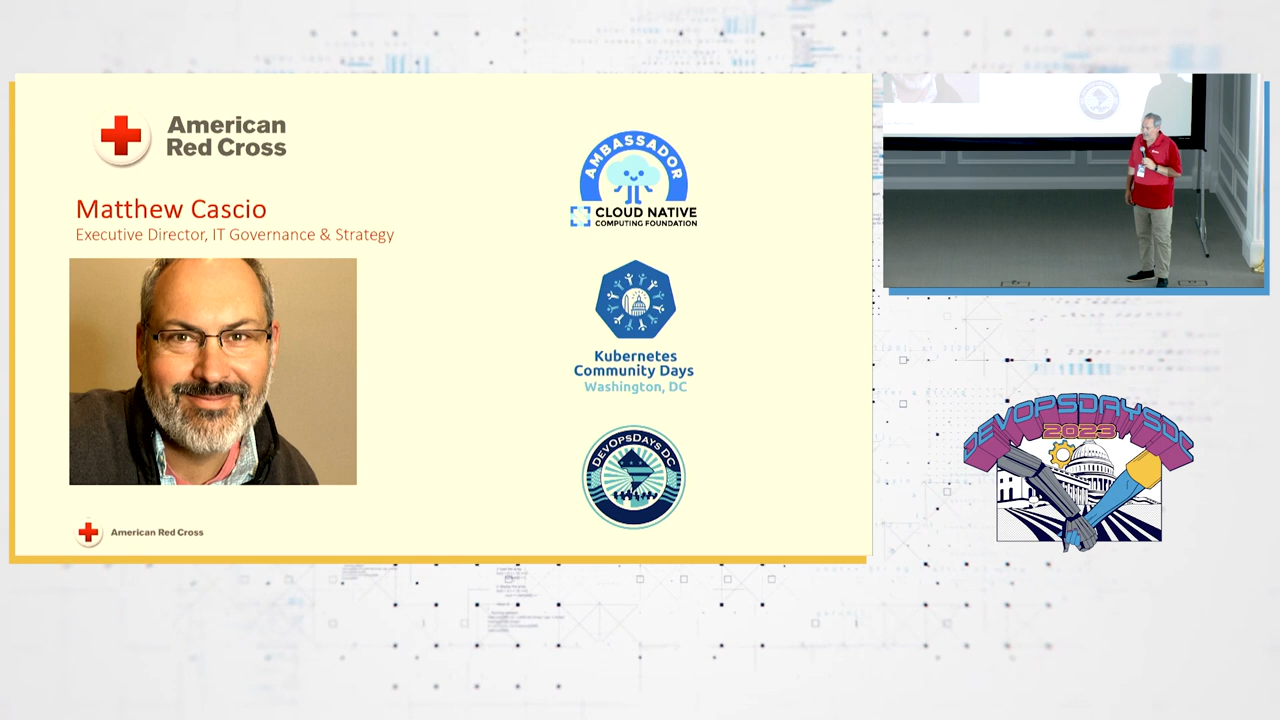 American
Red Cross
Matthew Cascio
Executive Director, IT Governance & Strategy
American Red Cross
AMBASSADOR
CLOUD NATIVE
COMPUTING FOUNDATION
Kubernetes
Community Days
Washington, DC
DEVOPSDAYS DC
DEVOPSDAYSDC
2023